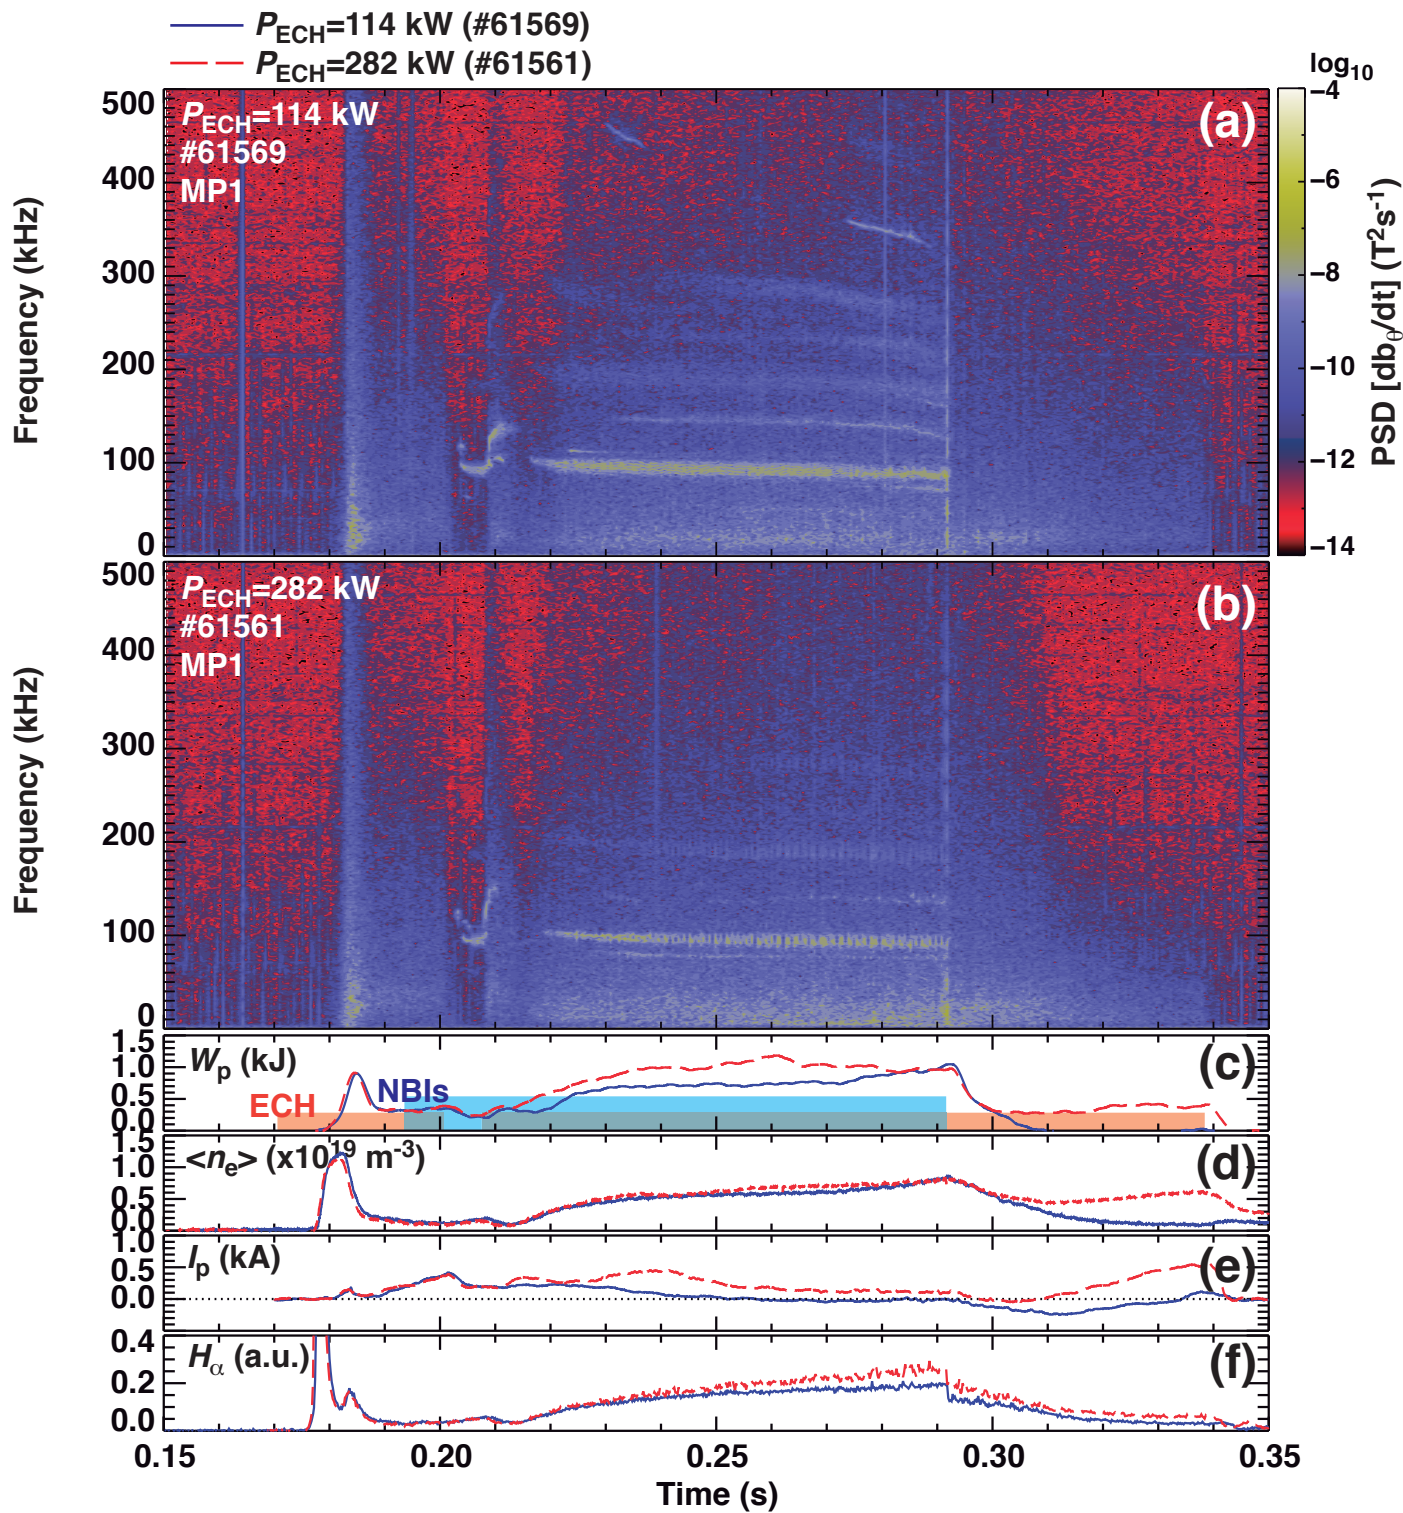 P_ECH=114 kW (#61569)
P_ECH=282 kW (#61561)
log10
500
400
300
200
100
0
Frequency (kHz)
P_ECH=114 kW
#61569
MP1
(a)
−4
−6
−8
−10
−12
−14
PSD [db_θ/dt] (T²s⁻¹)
500
400
300
200
100
0
Frequency (kHz)
P_ECH=282 kW
#61561
MP1
(b)
1.5
1.0
0.5
0.0
W_p (kJ)
ECH
NBIs
(c)
1.5
1.0
0.5
0.0
<n_e> (x10¹⁹ m⁻³)
(d)
1.0
0.5
0.0
I_p (kA)
(e)
0.4
0.2
0.0
H_α (a.u.)
(f)
0.15 0.20 0.25 0.30 0.35
Time (s)